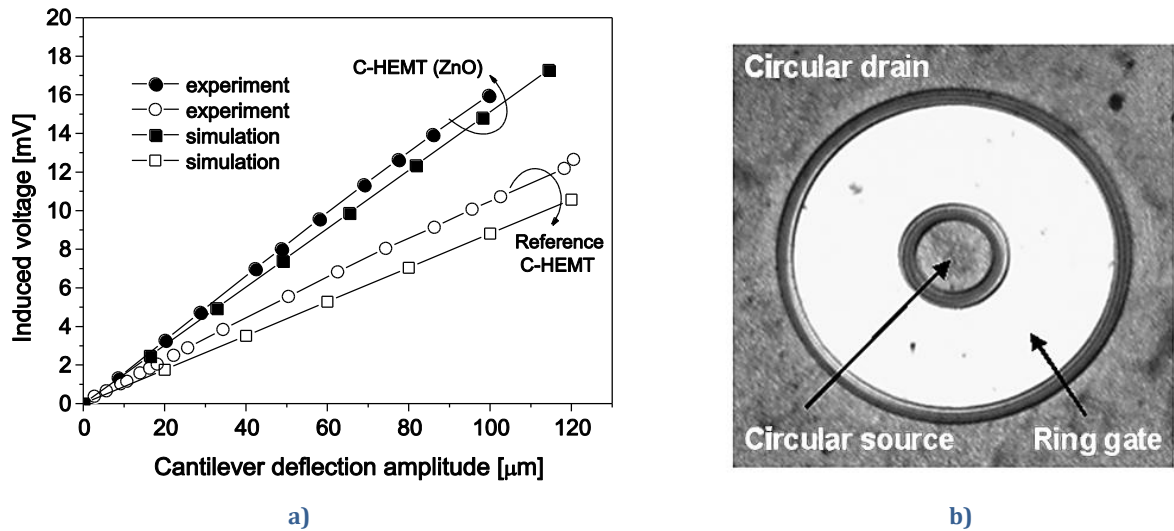 20
18
16
14
12
10
8
6
4
2
0
Induced voltage [mV]
C-HEMT (ZnO)
experiment
experiment
simulation
simulation
Reference
C-HEMT
0 20 40 60 80 100 120
Cantilever deflection amplitude [µm]
a)
Circular drain
Circular source Ring gate
b)